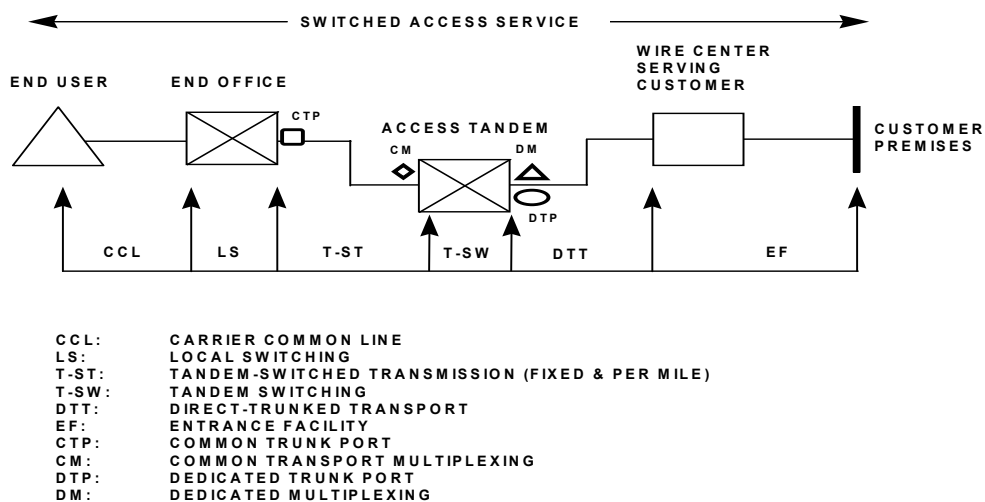 SWITCHED ACCESS SERVICE
WIRE CENTER
SERVING
CUSTOMER
END USER
END OFFICE
CTP
ACCESS TANDEM
CM
DM
CUSTOMER
PREMISES
DTP
CCL
LS
T-ST
T-SW
DTT
EF
CCL: CARRIER COMMON LINE
LS: LOCAL SWITCHING
T-ST: TANDEM-SWITCHED TRANSMISSION (FIXED & PER MILE)
T-SW: TANDEM SWITCHING
DTT: DIRECT-TRUNKED TRANSPORT
EF: ENTRANCE FACILITY
CTP: COMMON TRUNK PORT
CM: COMMON TRANSPORT MULTIPLEXING
DTP: DEDICATED TRUNK PORT
DM: DEDICATED MULTIPLEXING